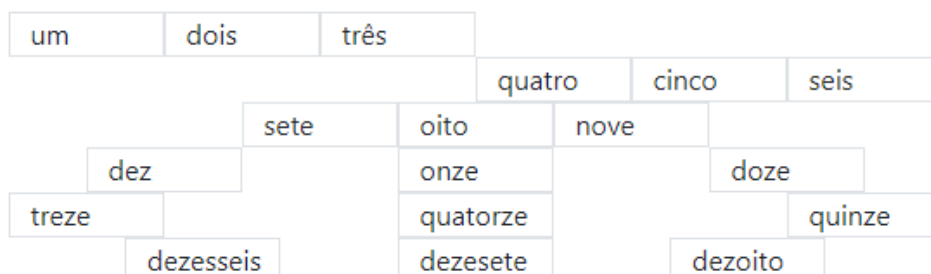 um dois três
quatro cinco seis
sete oito nove
dez onze doze
treze quatorze quinze
dezesseis dezesete dezoito